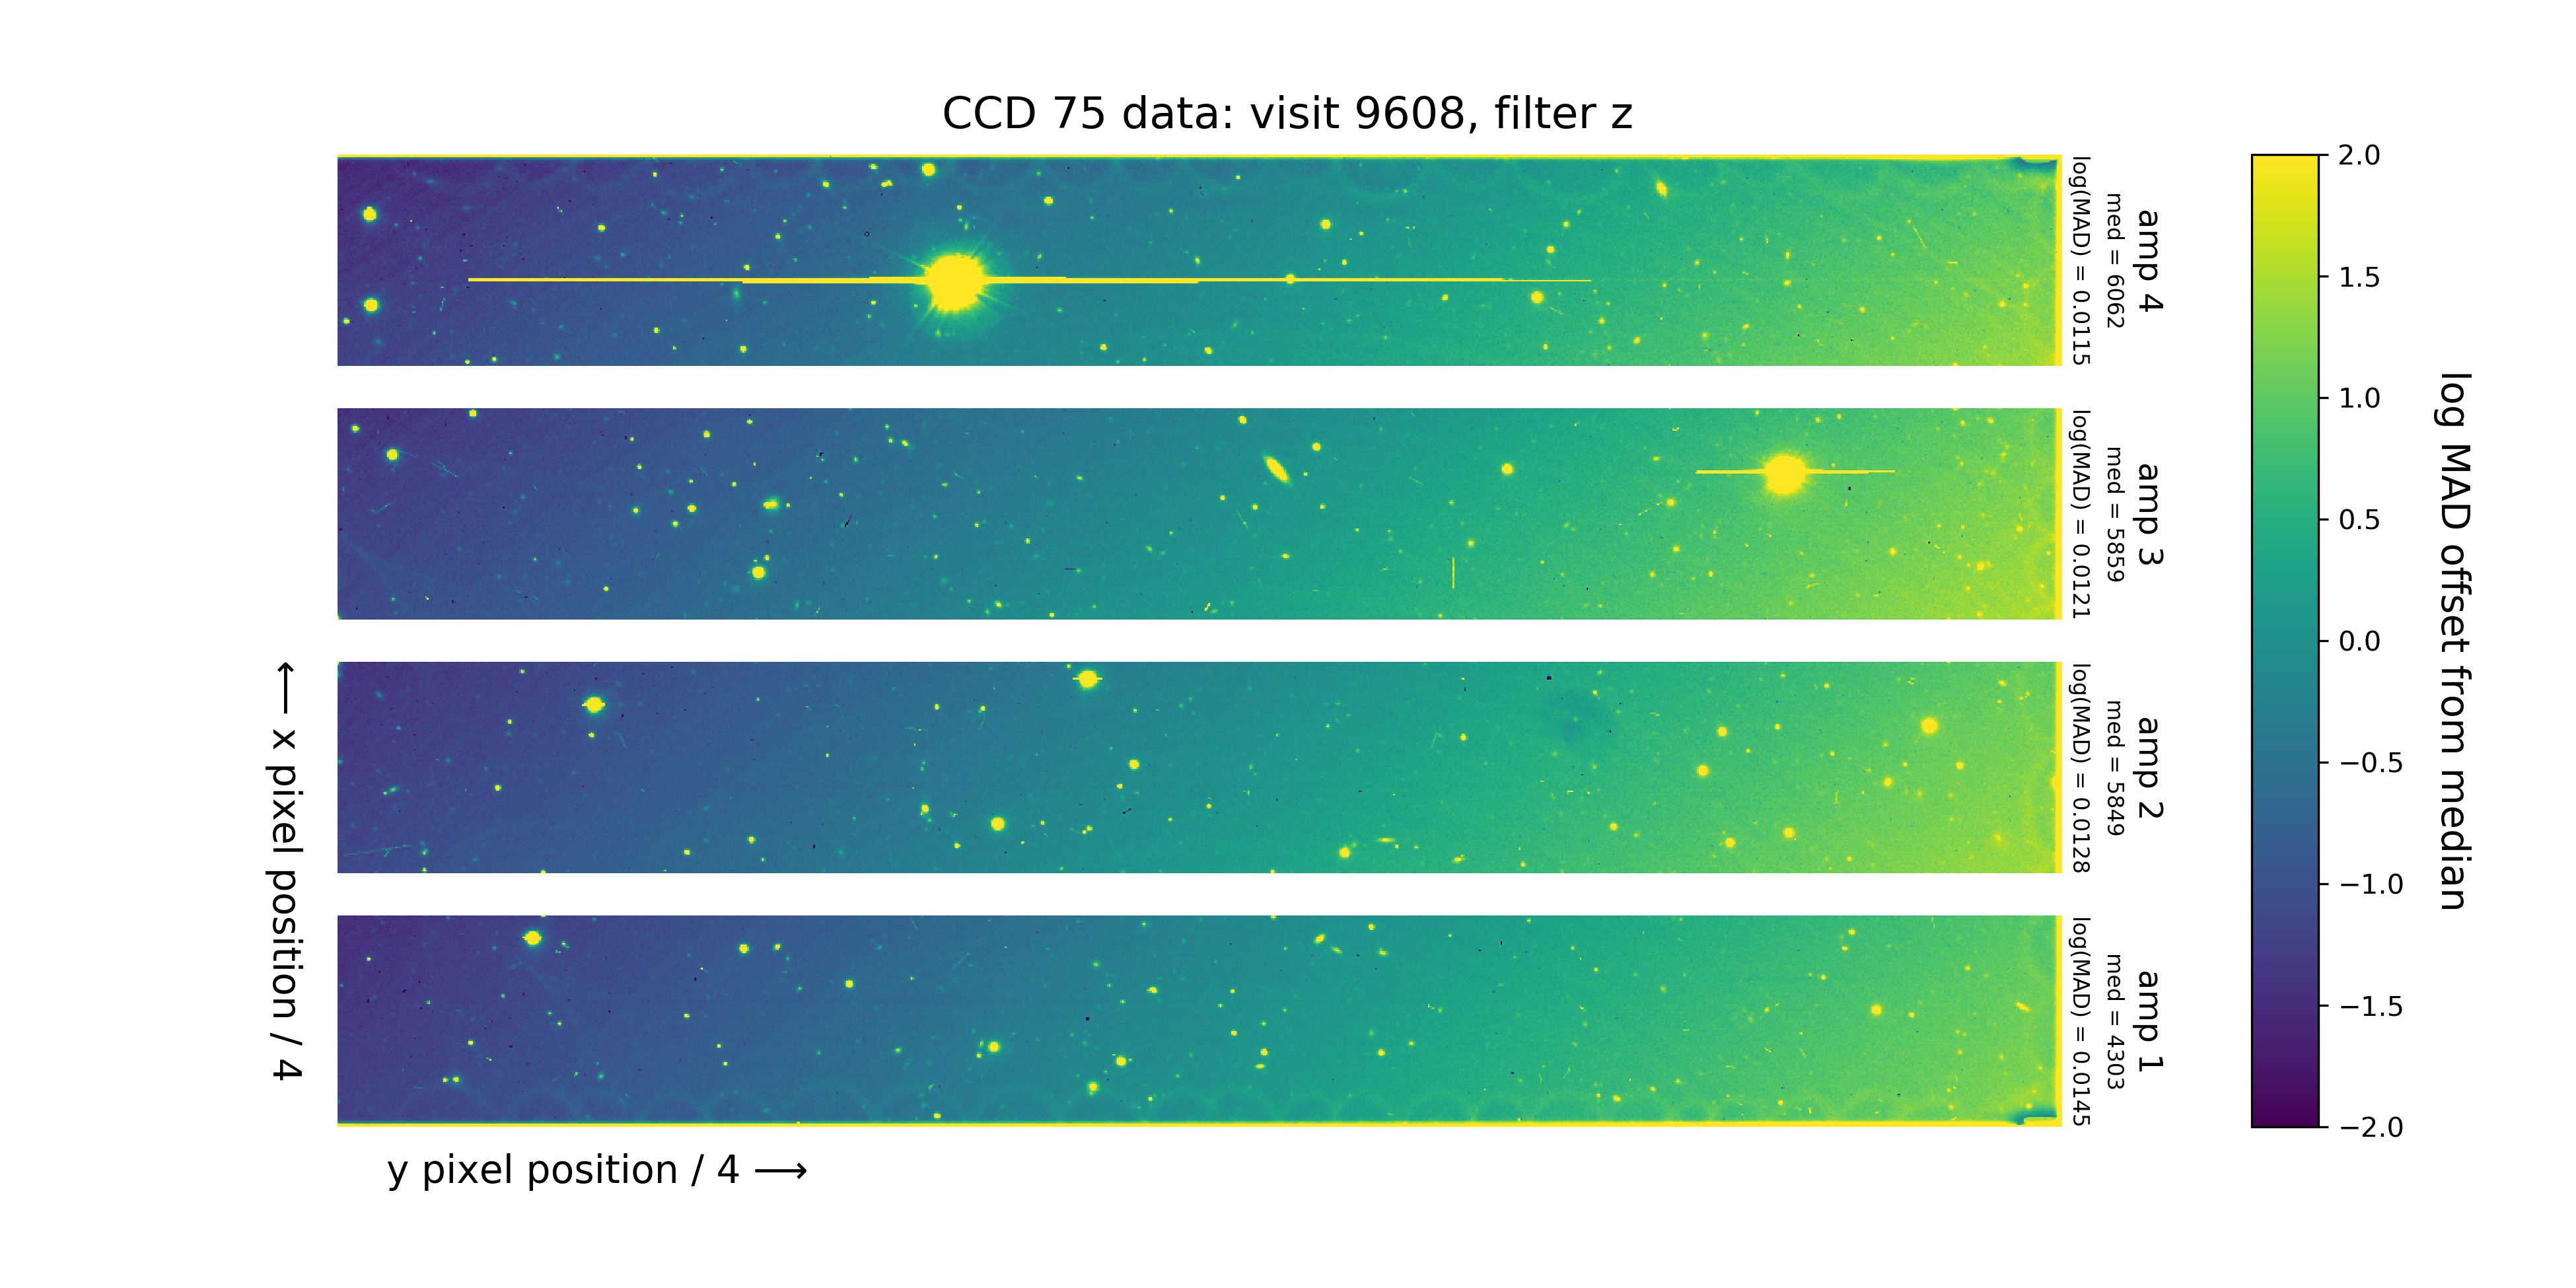 CCD 75 data: visit 9608, filter z
amp 4
med = 6062
log(MAD) = 0.0115
amp 3
med = 5859
log(MAD) = 0.0121
amp 2
med = 5849
log(MAD) = 0.0128
amp 1
med = 4303
log(MAD) = 0.0145
⟵ x pixel position / 4
y pixel position / 4 ⟶
2.0
1.5
1.0
0.5
0.0
−0.5
−1.0
−1.5
−2.0
log MAD offset from median